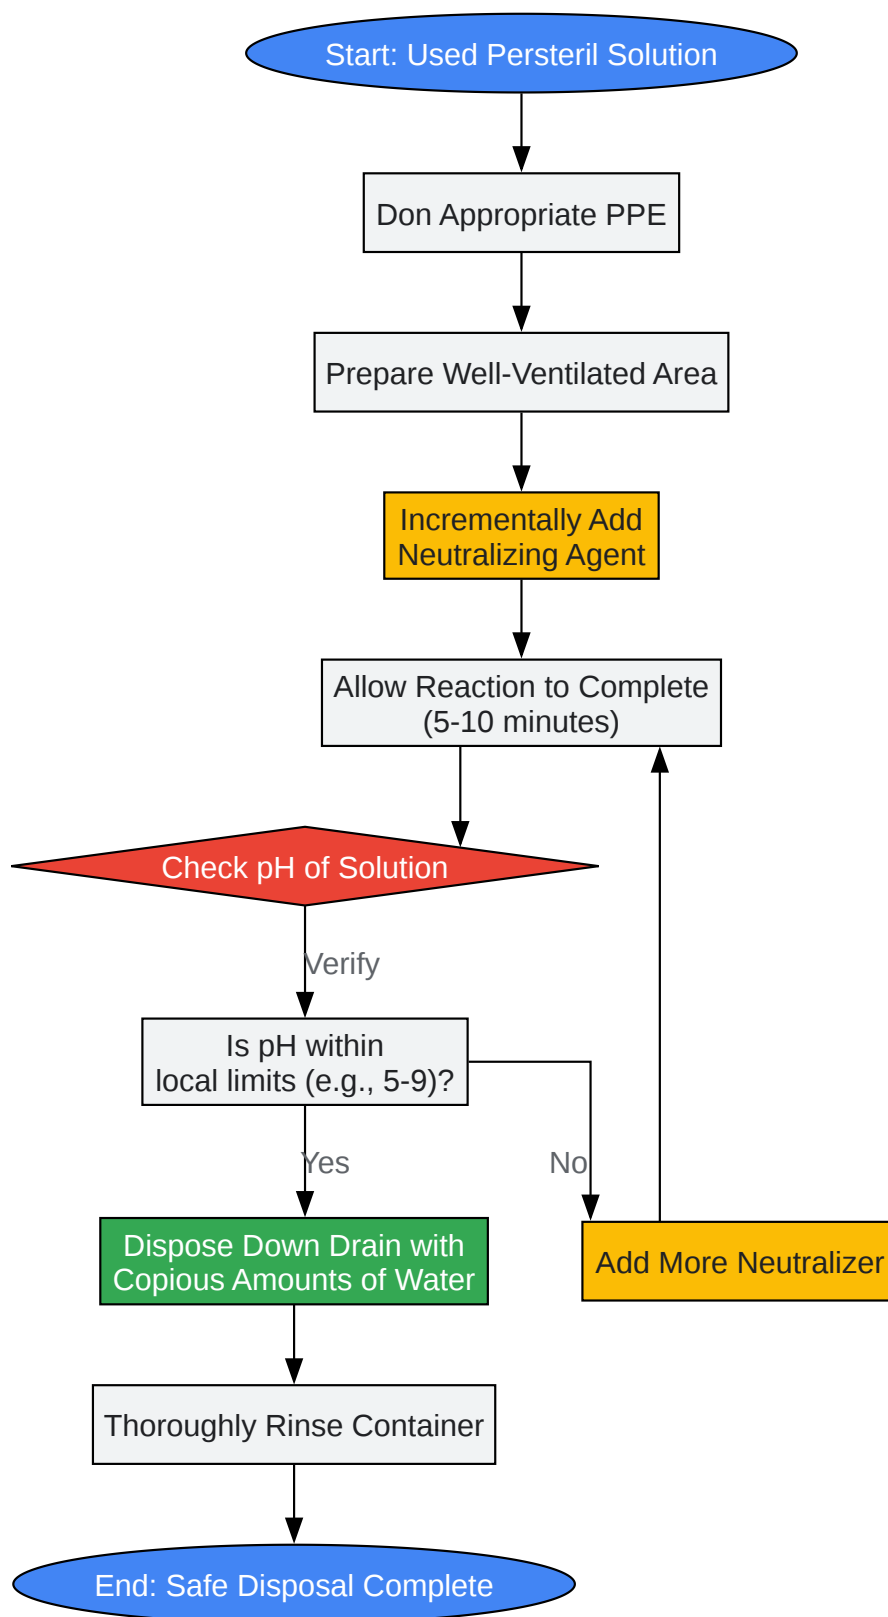 Start: Used Persteril Solution
Don Appropriate PPE
Prepare Well-Ventilated Area
Incrementally Add
Neutralizing Agent
Allow Reaction to Complete
(5-10 minutes)
Check pH of Solution
Verify
Is pH within
local limits (e.g., 5-9)?
Yes
No
Dispose Down Drain with
Copious Amounts of Water
Add More Neutralizer
Thoroughly Rinse Container
End: Safe Disposal Complete